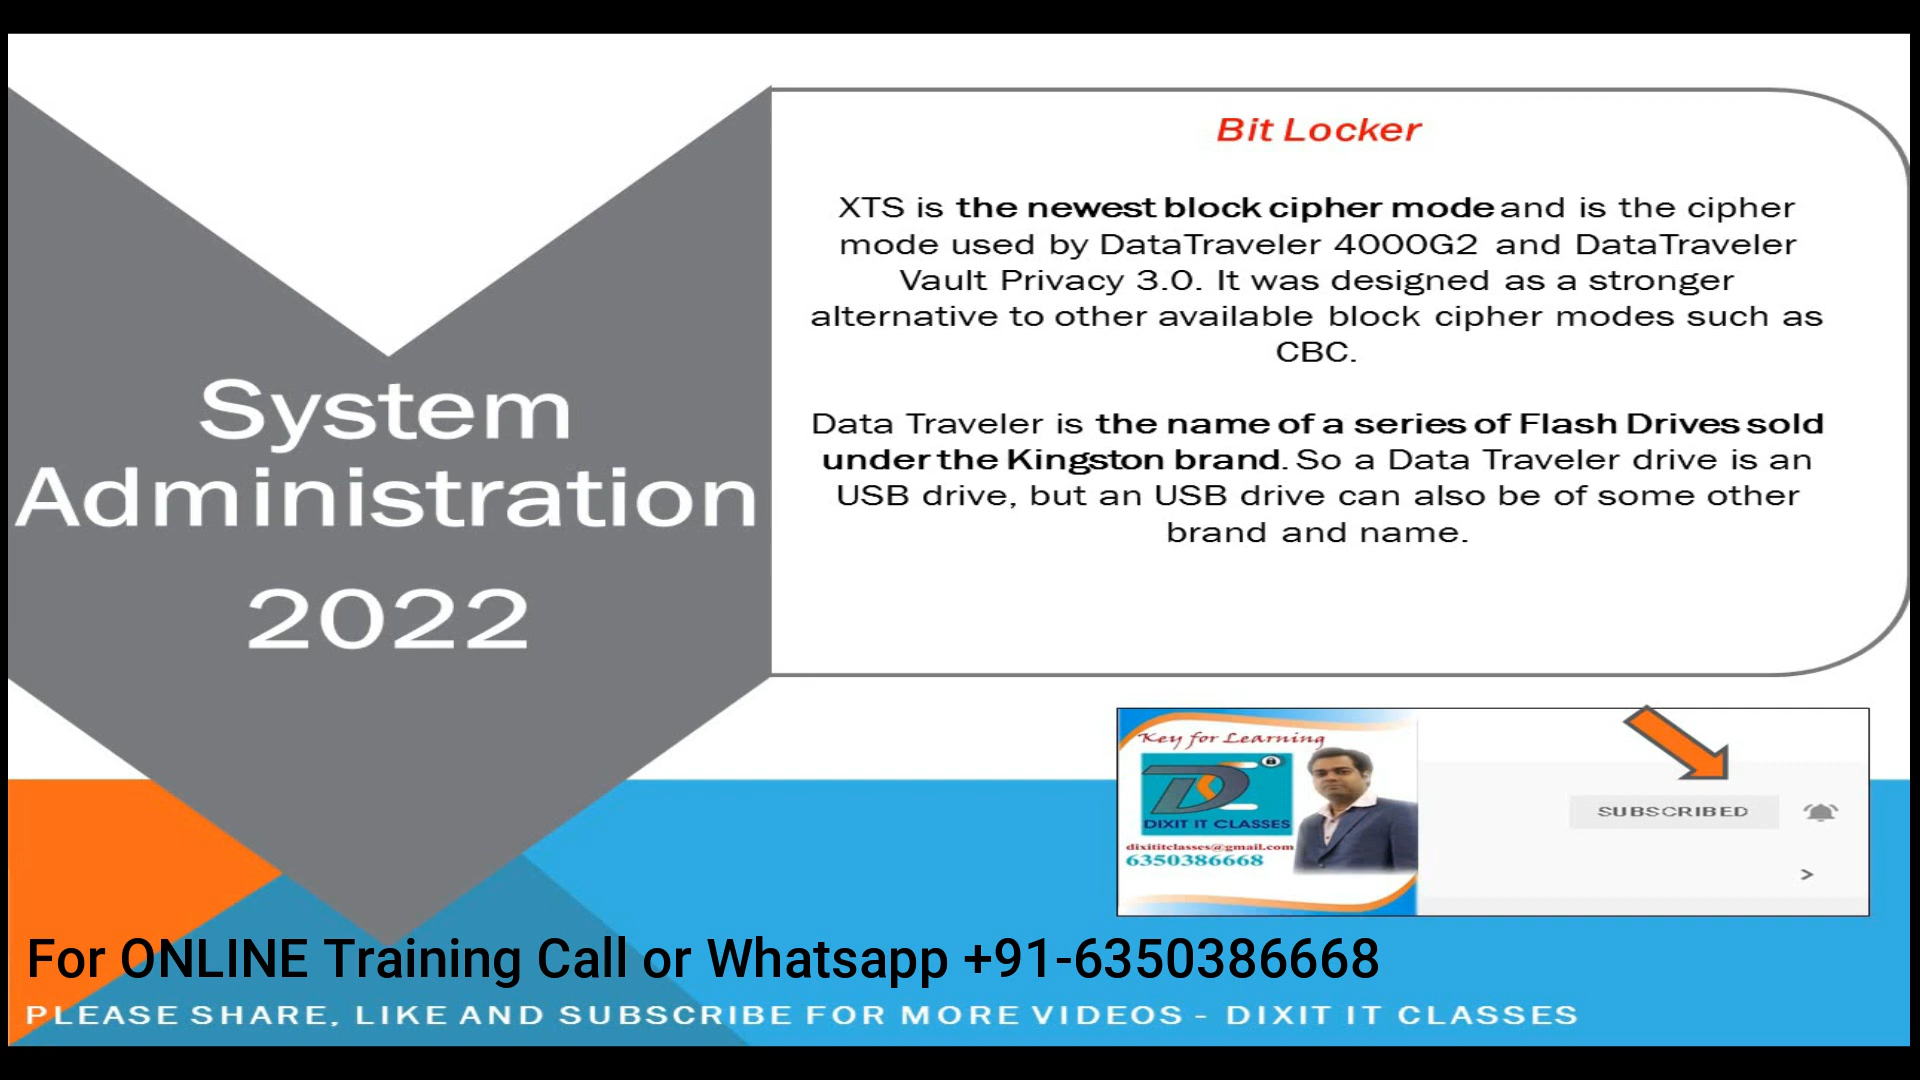 System
Administration
2022
Bit Locker
XTS is the newest block cipher mode and is the cipher
mode used by DataTraveler 4000G2 and DataTraveler
Vault Privacy 3.0. It was designed as a stronger
alternative to other available block cipher modes such as
CBC.
Data Traveler is the name of a series of Flash Drives sold
under the Kingston brand. So a Data Traveler drive is an
USB drive, but an USB drive can also be of some other
brand and name.
Key for Learning
DIXIT IT CLASSES
dixititclasses@gmail.com
6350386668
SUBSCRIBED
For ONLINE Training Call or Whatsapp +91-6350386668
PLEASE SHARE, LIKE AND SUBSCRIBE FOR MORE VIDEOS - DIXIT IT CLASSES